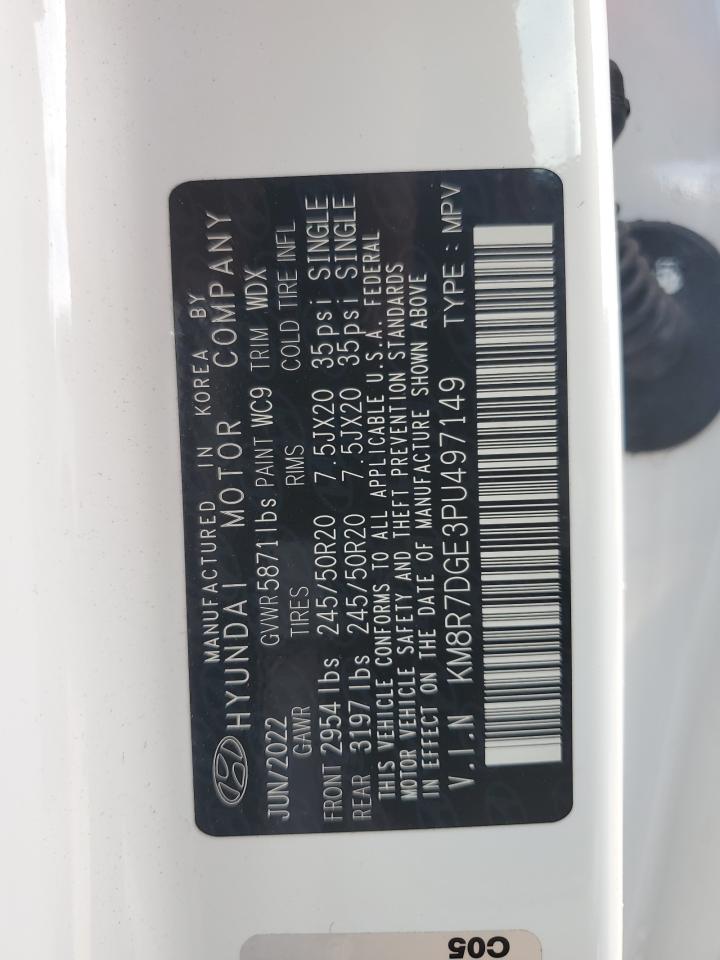 MANUFACTURED IN KOREA BY
HYUNDAI MOTOR COMPANY
JUN/2022 GVWR 5871 lbs PAINT WC9 TRIM WDX
GAWR TIRES RIMS COLD TIRE INFL
FRONT 2954 lbs 245/50R20 7.5JX20 35psi SINGLE
REAR 3197 lbs 245/50R20 7.5JX20 35psi SINGLE
THIS VEHICLE CONFORMS TO ALL APPLICABLE U.S.A. FEDERAL
MOTOR VEHICLE SAFETY AND THEFT PREVENTION STANDARDS
IN EFFECT ON THE DATE OF MANUFACTURE SHOWN ABOVE
V.I.N KM8R7DGE3PU497149 TYPE : MPV
C05